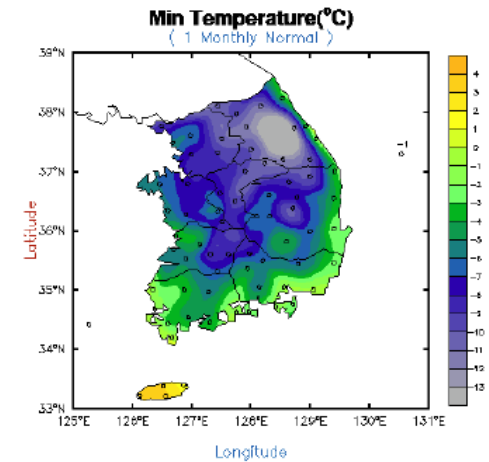 Min Temperature(°C)
( 1 Monthly Normal )
39°N
38°N
37°N
36°N
35°N
34°N
33°N
125°E
126°E
127°E
128°E
129°E
130°E
131°E
Latitude
Longitude
-1
4
3
2
1
0
-1
-2
-3
-4
-5
-6
-7
-8
-9
-10
-11
-12
-13